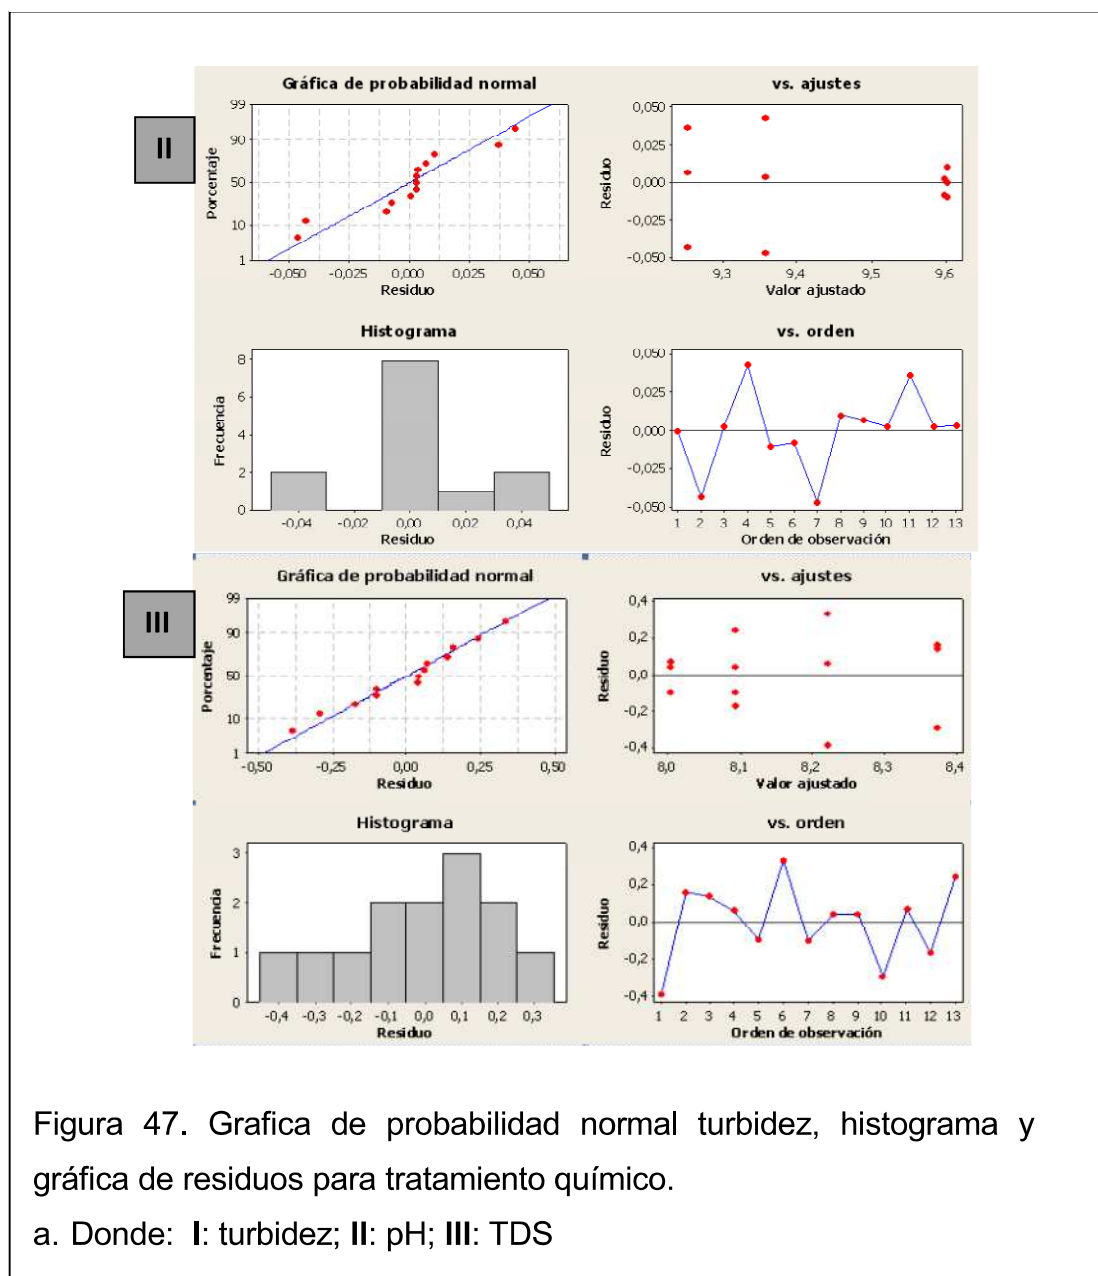 II
Gráfica de probabilidad normal
Porcentaje
99
90
50
10
1
-0,050 -0,025 0,000 0,025 0,050
Residuo
vs. ajustes
Residuo
0,050
0,025
0,000
-0,025
-0,050
9,3 9,4 9,5 9,6
Valor ajustado
Histograma
Frecuencia
8
6
4
2
0
-0,04 -0,02 0,00 0,02 0,04
Residuo
vs. orden
Residuo
0,050
0,025
0,000
-0,025
-0,050
1 2 3 4 5 6 7 8 9 10 11 12 13
Orden de observación
III
Gráfica de probabilidad normal
Porcentaje
99
90
50
10
1
-0,50 -0,25 0,00 0,25 0,50
Residuo
vs. ajustes
Residuo
0,4
0,2
0,0
-0,2
-0,4
8,0 8,1 8,2 8,3 8,4
Valor ajustado
Histograma
Frecuencia
3
2
1
0
-0,4 -0,3 -0,2 -0,1 0,0 0,1 0,2 0,3
Residuo
vs. orden
Residuo
0,4
0,2
0,0
-0,2
-0,4
1 2 3 4 5 6 7 8 9 10 11 12 13
Orden de observación
Figura 47. Grafica de probabilidad normal turbidez, histograma y
gráfica de residuos para tratamiento químico.
a. Donde: I: turbidez; II: pH; III: TDS